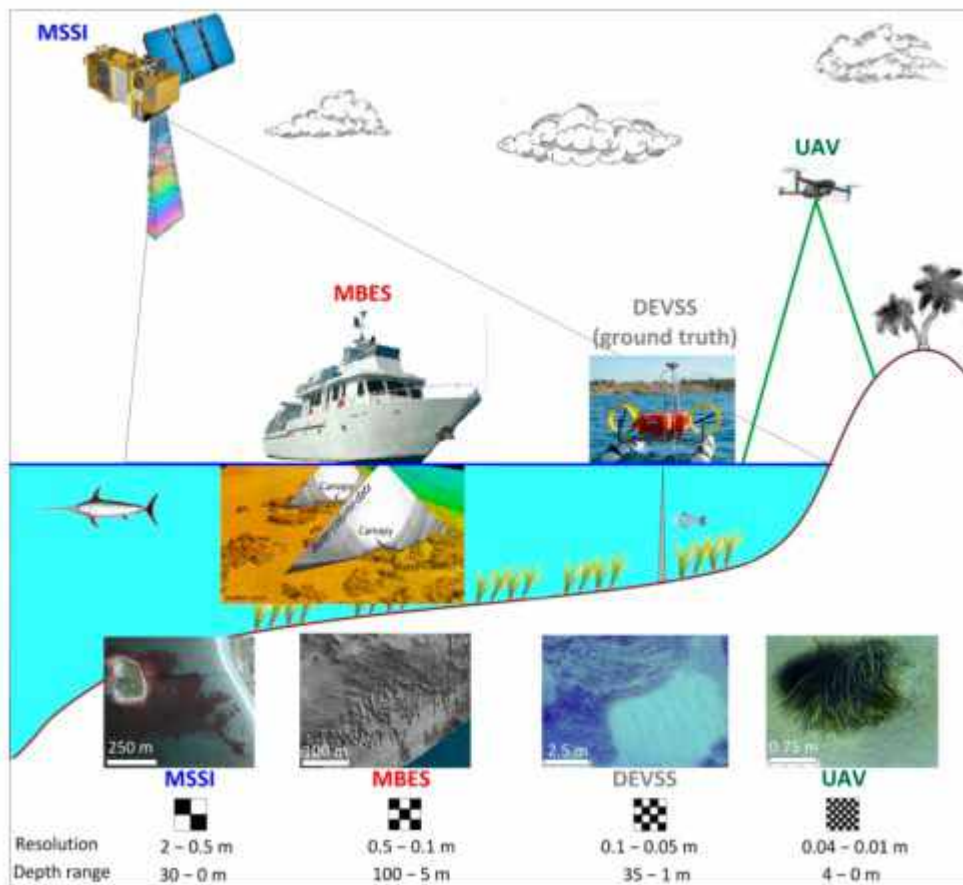 MSSI
UAV
MBES
DEVSS
(ground truth)
Canopy
Canopy
250 m
100 m
2.5 m
0.75 m
MSSI MBES DEVSS UAV
Resolution 2 – 0.5 m 0.5 – 0.1 m 0.1 – 0.05 m 0.04 – 0.01 m
Depth range 30 – 0 m 100 – 5 m 35 – 1 m 4 – 0 m